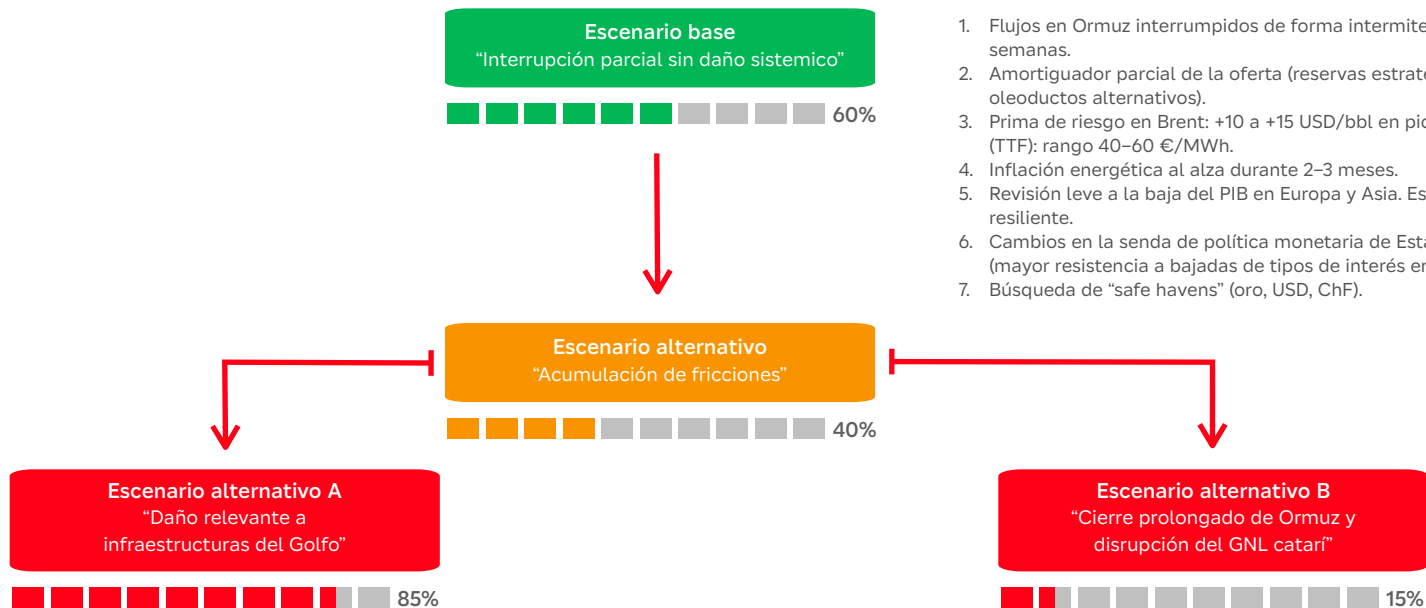 Escenario base
“Interrupción parcial sin daño sistemico”
60%
1. Flujos en Ormuz interrumpidos de forma
semanas.
2. Amortiguador parcial de la oferta (reservas
oleoductos alternativos).
3. Prima de riesgo en Brent: +10 a +15 USD/bbl en
(TTF): rango 40–60 €/MWh.
4. Inflación energética al alza durante 2–3 meses.
5. Revisión leve a la baja del PIB en Europa y Asia.
resiliente.
6. Cambios en la senda de política monetaria de
(mayor resistencia a bajadas de tipos de interés
7. Búsqueda de “safe havens” (oro, USD, ChF).
Escenario alternativo
“Acumulación de fricciones”
40%
Escenario alternativo A
“Daño relevante a
infraestructuras del Golfo”
85%
Escenario alternativo B
“Cierre prolongado de Ormuz y
disrupción del GNL catarí”
15%